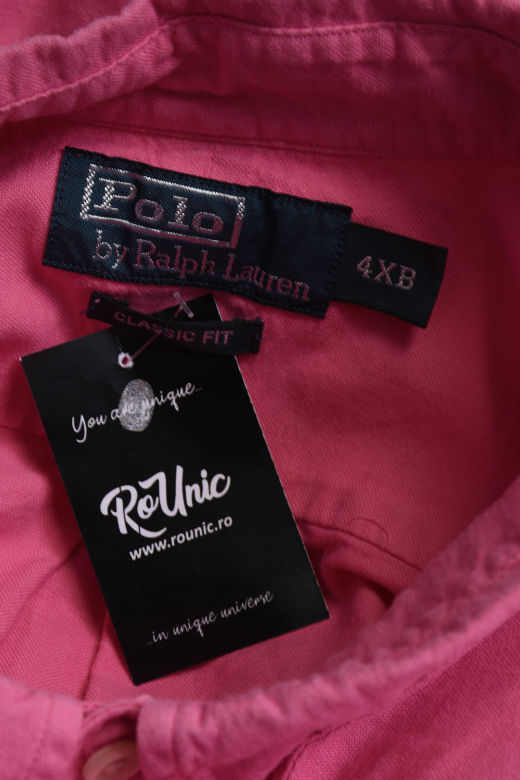 Polo
by Ralph Lauren
4XB
CLASSIC FIT
You are unique...
RoUnic
www.rounic.ro
...in unique universe